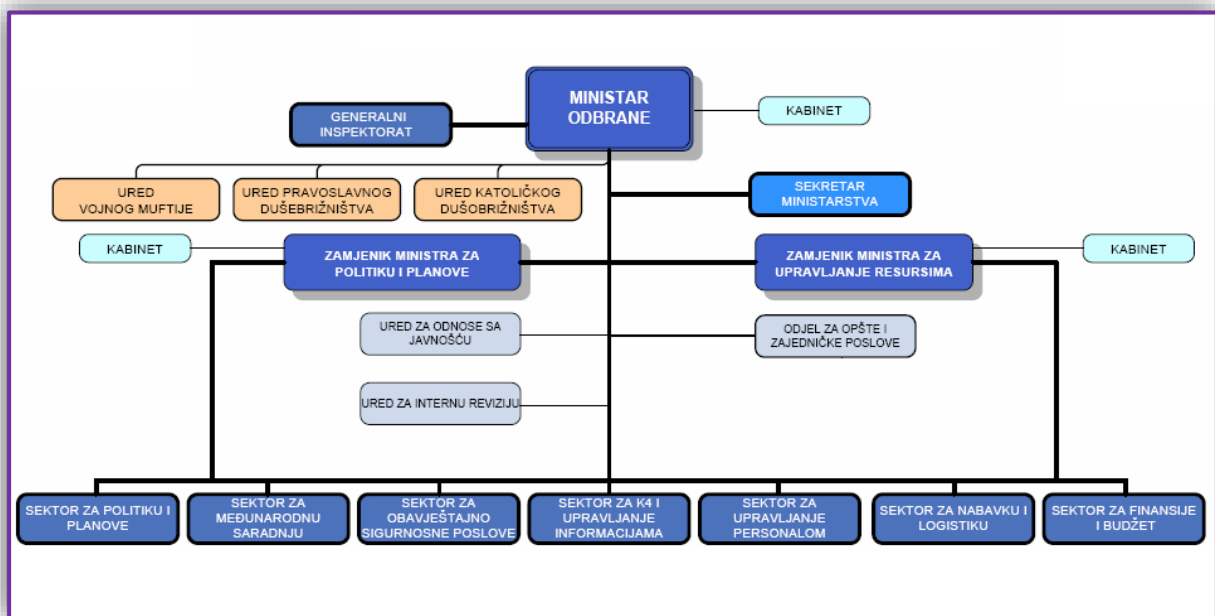 MINISTAR
ODBRANE
GENERALNI
INSPEKTORAT
KABINET
URED
VOJNOG MUFTIJE
URED PRAVOSLAVNOG
DUŠEBRIŽNIŠTVA
URED KATOLIČKOG
DUŠOBRIŽNIŠTVA
SEKRETAR
MINISTARSTVA
KABINET
ZAMJENIK MINISTRA ZA
POLITIKU I PLANOVE
ZAMJENIK MINISTRA ZA
UPRAVLJANJE RESURSIMA
KABINET
URED ZA ODNOSE SA
JAVNOŠĆU
ODJEL ZA OPŠTE I
ZAJEDNIČKE POSLOVE
URED ZA INTERNU REVIZIJU
SEKTOR ZA POLITIKU I
PLANOVE
SEKTOR ZA
MEĐUNARODNU
SARADNJU
SEKTOR ZA
OBAVJEŠTAJNO
SIGURNOSNE POSLOVE
SEKTOR ZA K4 I
UPRAVLJANJE
INFORMACIJAMA
SEKTOR ZA
UPRAVLJANJE
PERSONALOM
SEKTOR ZA NABAVKU I
LOGISTIKU
SEKTOR ZA FINANSIJE
I BUDŽET